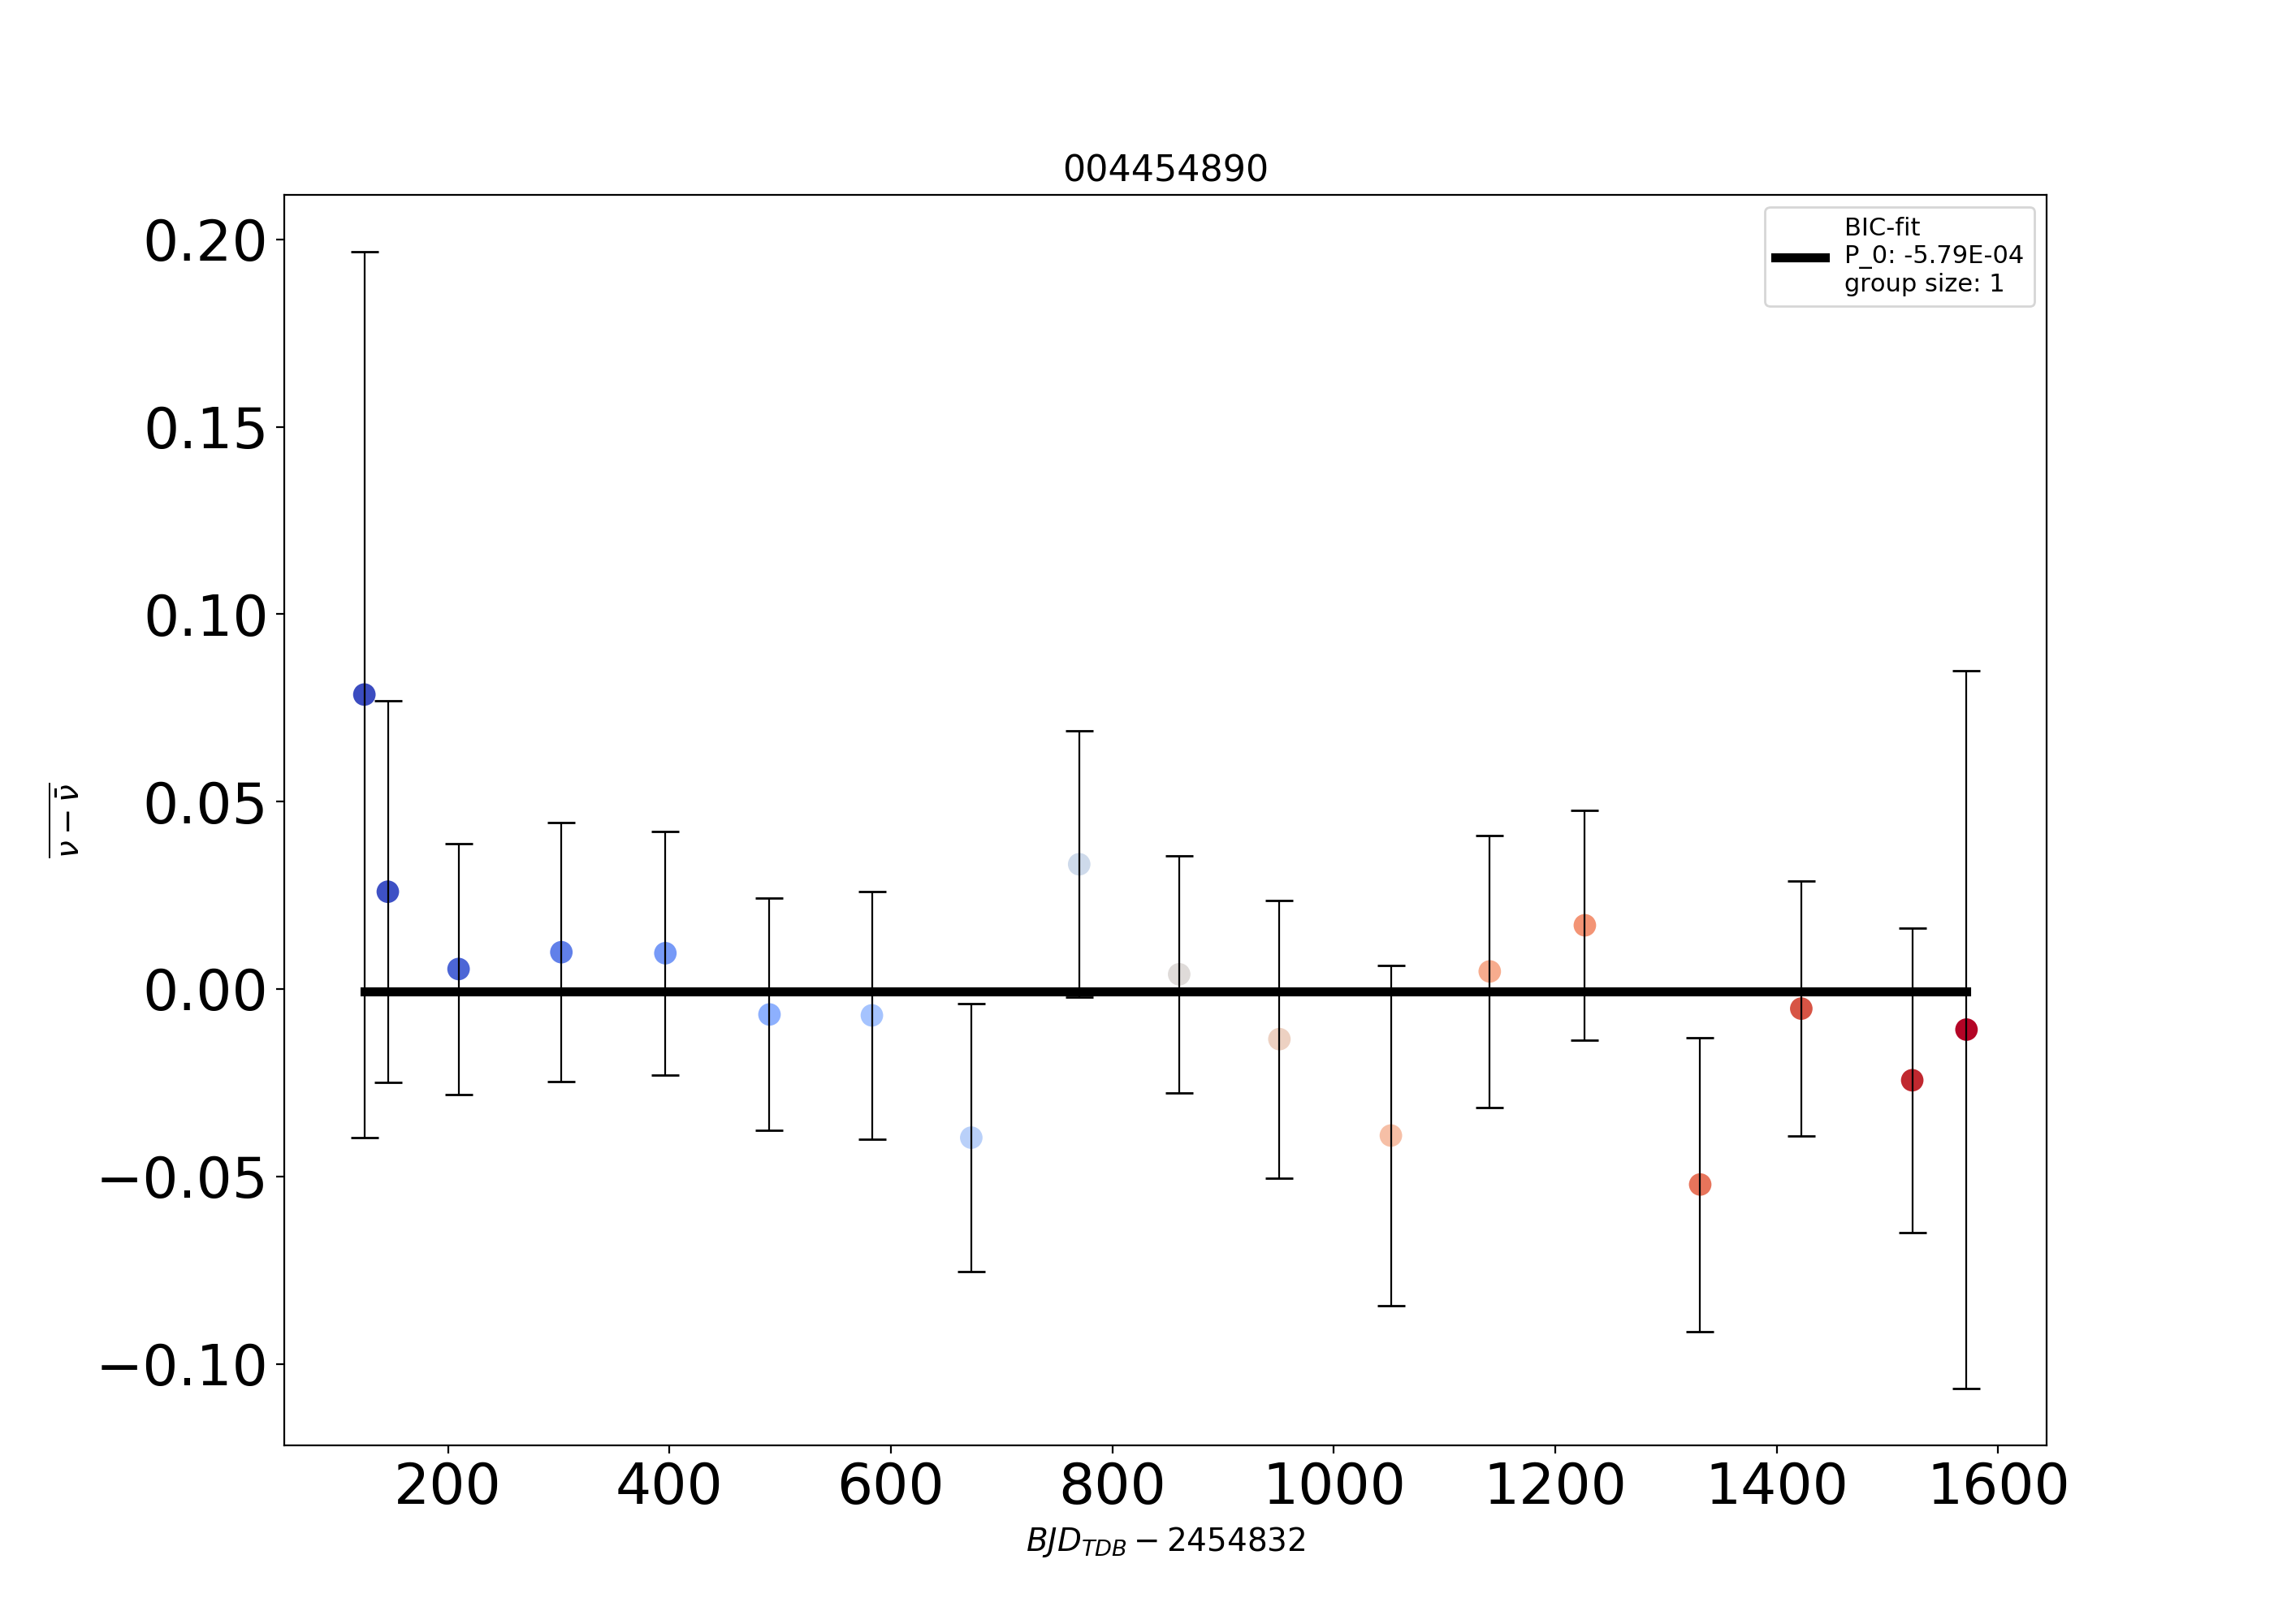 004454890
BIC-fit
P_0: -5.79E-04
group size: 1
0.20
0.15
0.10
0.05
0.00
−0.05
−0.10
ν − ν̄
200 400 600 800 1000 1200 1400 1600
BJD_TDB − 2454832